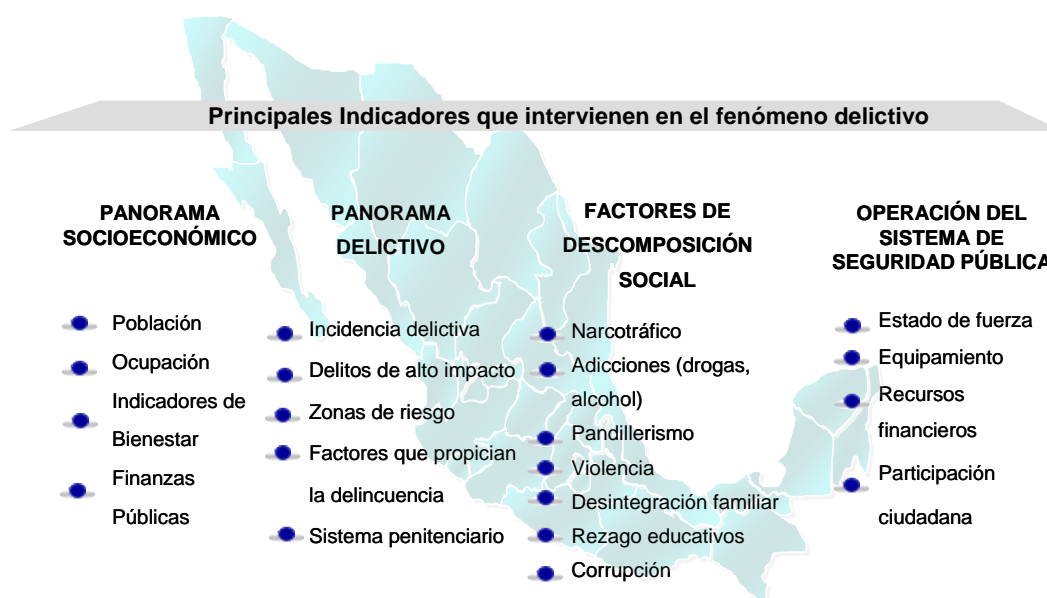 Principales Indicadores que intervienen en el fenómeno delictivo
PANORAMA
SOCIOECONÓMICO
Población
Ocupación
Indicadores de
Bienestar
Finanzas
Públicas
PANORAMA
DELICTIVO
Incidencia delictiva
Delitos de alto impacto
Zonas de riesgo
Factores que propician
la delincuencia
Sistema penitenciario
FACTORES DE
DESCOMPOSICIÓN
SOCIAL
Narcotráfico
Adicciones (drogas,
alcohol)
Pandillerismo
Violencia
Desintegración familiar
Rezago educativos
Corrupción
OPERACIÓN DEL
SISTEMA DE
SEGURIDAD PÚBLICA
Estado de fuerza
Equipamiento
Recursos
financieros
Participación
ciudadana